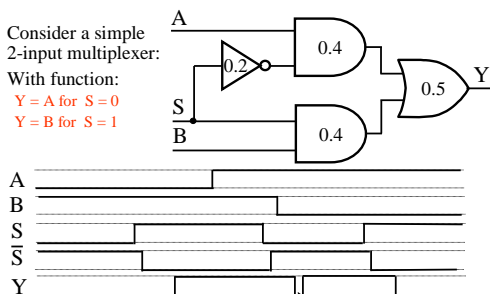 Consider a simple
2-input multiplexer:
With function:
Y = A for S = 0
Y = B for S = 1
A
0.4
0.2
0.5
Y
S
B
0.4
A
B
S
S̅
Y